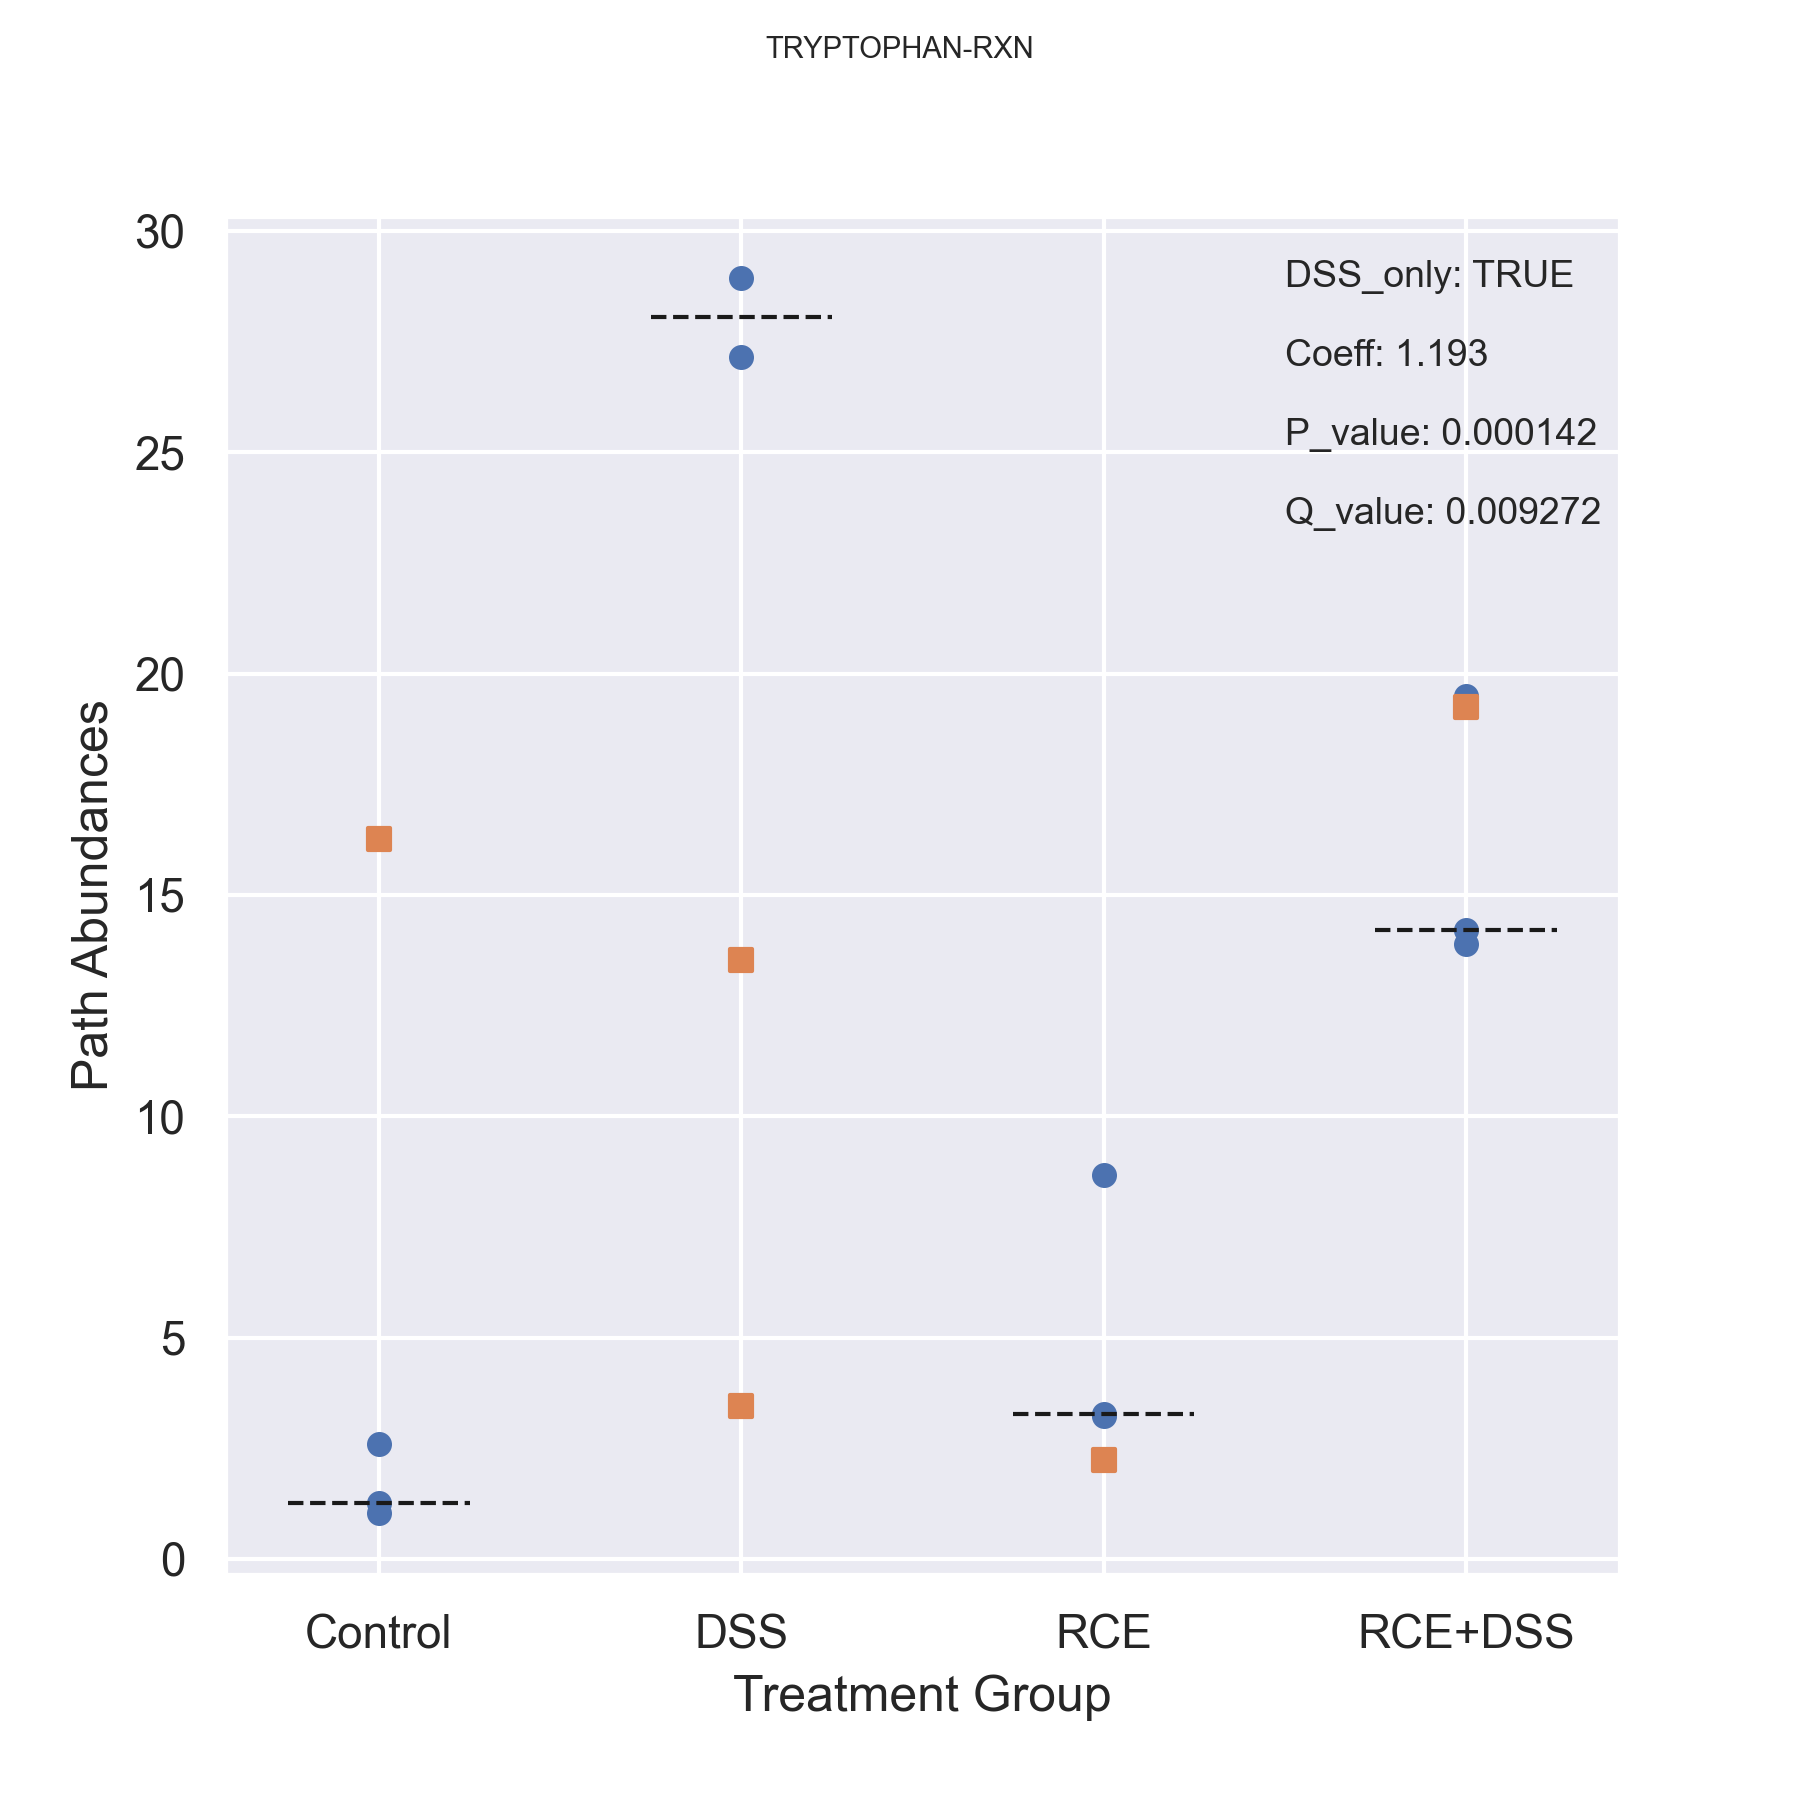 TRYPTOPHAN-RXN
30
25
20
15
10
5
0
Path Abundances
DSS_only: TRUE
Coeff: 1.193
P_value: 0.000142
Q_value: 0.009272
Control
DSS
RCE
RCE+DSS
Treatment Group